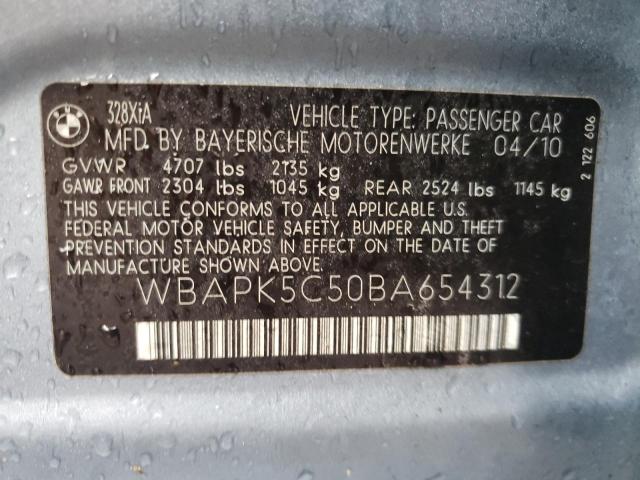 BMW
328XiA VEHICLE TYPE: PASSENGER CAR
MFD BY BAYERISCHE MOTORENWERKE 04/10
GVWR 4707 lbs 2135 kg
GAWR FRONT 2304 lbs 1045 kg REAR 2524 lbs 1145 kg
THIS VEHICLE CONFORMS TO ALL APPLICABLE U.S.
FEDERAL MOTOR VEHICLE SAFETY, BUMPER AND THEFT
PREVENTION STANDARDS IN EFFECT ON THE DATE OF
MANUFACTURE SHOWN ABOVE.
WBAPK5C50BA654312
2 122 606